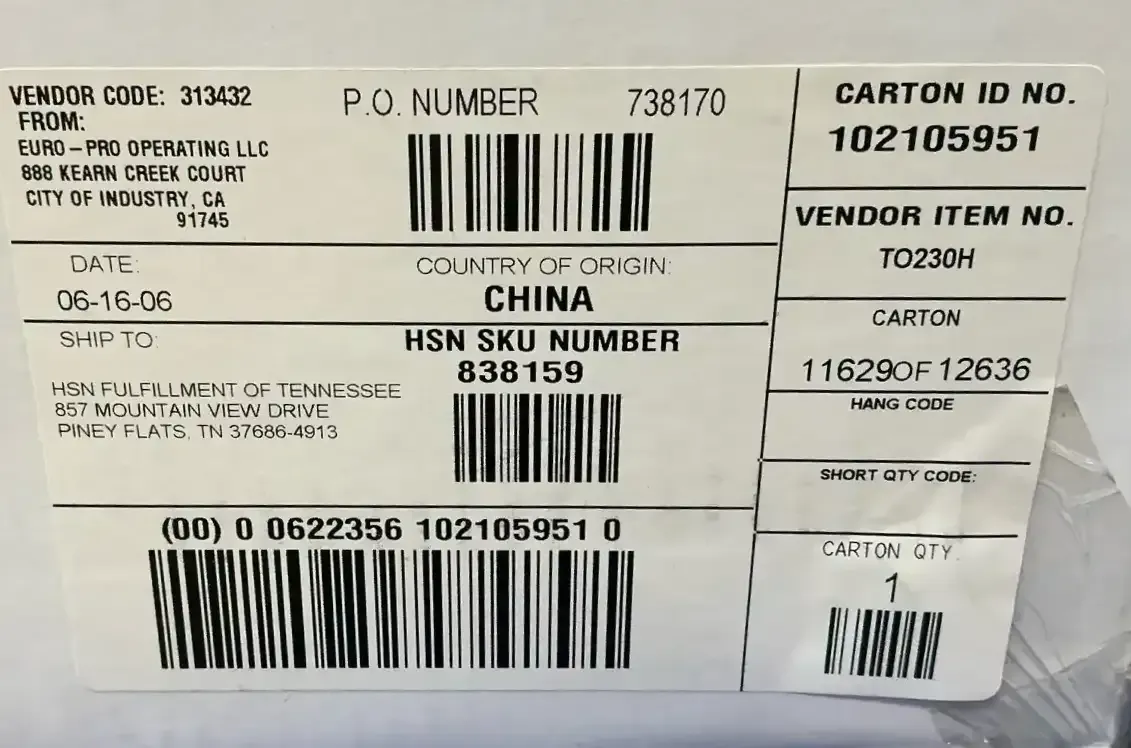 VENDOR CODE: 313432
FROM:
EURO-PRO OPERATING LLC
888 KEARN CREEK COURT
CITY OF INDUSTRY, CA
91745
P.O. NUMBER 738170
CARTON ID NO.
102105951
VENDOR ITEM NO.
TO230H
DATE:
06-16-06
COUNTRY OF ORIGIN:
CHINA
CARTON
11629OF 12636
SHIP TO:
HSN FULFILLMENT OF TENNESSEE
857 MOUNTAIN VIEW DRIVE
PINEY FLATS, TN 37686-4913
HSN SKU NUMBER
838159
HANG CODE
SHORT QTY CODE:
(00) 0 0622356 102105951 0
CARTON QTY.
1